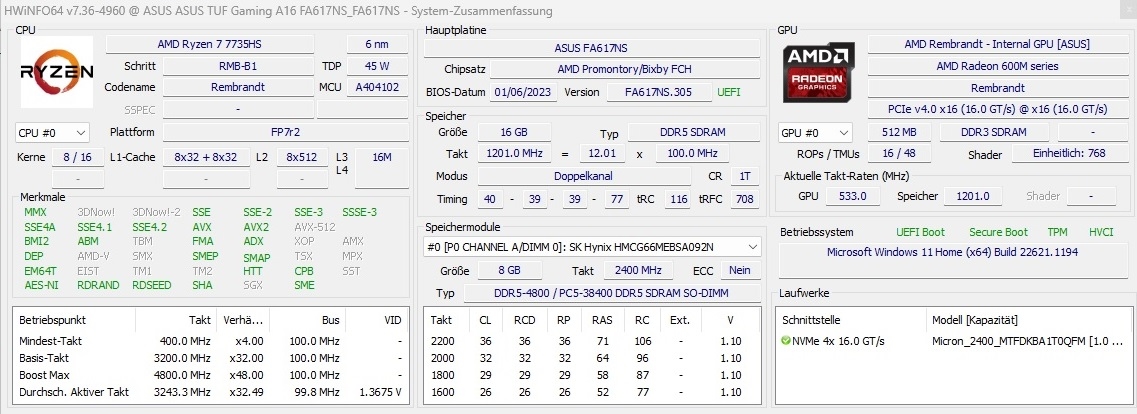 HWiNFO64 v7.36-4960 @ ASUS ASUS TUF Gaming A16 FA617NS_FA617NS - System-Zusammenfassung
CPU
RYZEN
AMD Ryzen 7 7735HS 6 nm
Schritt RMB-B1 TDP 45 W
Codename Rembrandt MCU A404102
SSPEC -
CPU #0 Plattform FP7r2
Kerne 8 / 16 L1-Cache 8x32 + 8x32 L2 8x512 L3 16M
- - - L4
Merkmale
MMX 3DNow! 3DNow!-2 SSE SSE-2 SSE-3 SSSE-3
SSE4A SSE4.1 SSE4.2 AVX AVX2 AVX-512
BMI2 ABM TBM FMA ADX XOP AMX
DEP AMD-V SMX SMEP SMAP TSX MPX
EM64T EIST TM1 TM2 HTT CPB SST
AES-NI RDRAND RDSEED SHA SGX SME
Betriebspunkt Takt Verhä... Bus VID
Mindest-Takt 400.0 MHz x4.00 100.0 MHz -
Basis-Takt 3200.0 MHz x32.00 100.0 MHz -
Boost Max 4800.0 MHz x48.00 100.0 MHz -
Durchsch. Aktiver Takt 3243.3 MHz x32.49 99.8 MHz 1.3675 V
Hauptplatine
ASUS FA617NS
Chipsatz AMD Promontory/Bixby FCH
BIOS-Datum 01/06/2023 Version FA617NS.305 UEFI
Speicher
Größe 16 GB Typ DDR5 SDRAM
Takt 1201.0 MHz = 12.01 x 100.0 MHz
Modus Doppelkanal CR 1T
Timing 40 - 39 - 39 - 77 tRC 116 tRFC 708
Speichermodule
#0 [P0 CHANNEL A/DIMM 0]: SK Hynix HMCG66MEBSA092N
Größe 8 GB Takt 2400 MHz ECC Nein
Typ DDR5-4800 / PC5-38400 DDR5 SDRAM SO-DIMM
Takt CL RCD RP RAS RC Ext. V
2200 36 36 36 71 106 - 1.10
2000 32 32 32 64 96 - 1.10
1800 29 29 29 58 87 - 1.10
1600 26 26 26 52 77 - 1.10
GPU
AMD
RADEON
GRAPHICS
AMD Rembrandt - Internal GPU [ASUS]
AMD Radeon 600M series
Rembrandt
PCIe v4.0 x16 (16.0 GT/s) @ x16 (16.0 GT/s)
GPU #0 512 MB DDR3 SDRAM -
ROPs / TMUs 16 / 48 Shader Einheitlich: 768
Aktuelle Takt-Raten (MHz)
GPU 533.0 Speicher 1201.0 Shader -
Betriebssystem UEFI Boot Secure Boot TPM HVCI
Microsoft Windows 11 Home (x64) Build 22621.1194
Laufwerke
Schnittstelle Modell [Kapazität]
NVMe 4x 16.0 GT/s Micron_2400_MTFDKBA1T0QFM [1.0 ...